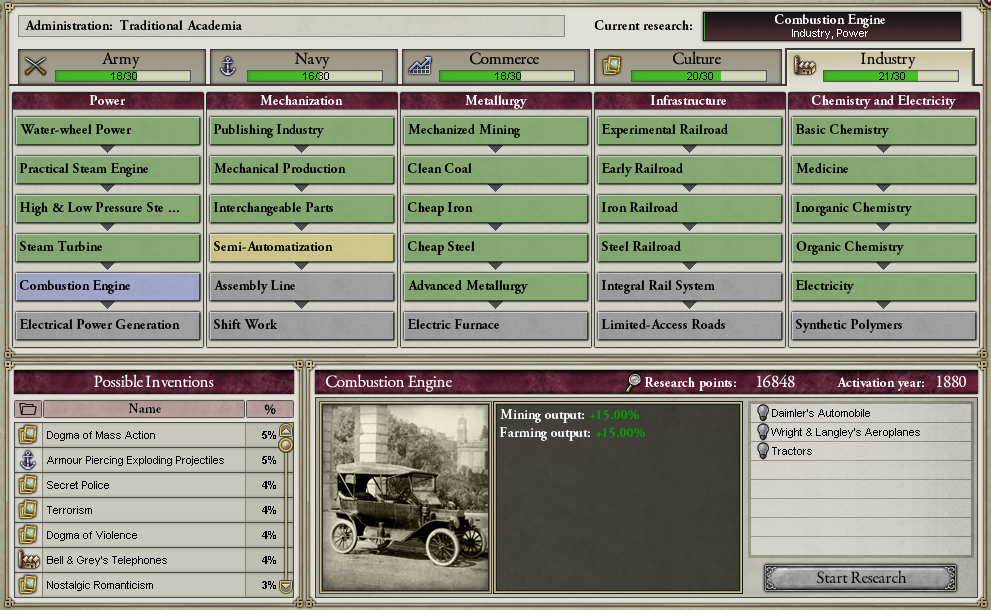 Administration: Traditional Academia
Current research:
Combustion Engine
Industry, Power
Army
18/30
Navy
16/30
Commerce
18/30
Culture
20/30
Industry
21/30
Power
Mechanization
Metallurgy
Infrastructure
Chemistry and Electricity
Water-wheel Power
Publishing Industry
Mechanized Mining
Experimental Railroad
Basic Chemistry
Practical Steam Engine
Mechanical Production
Clean Coal
Early Railroad
Medicine
High & Low Pressure Ste ...
Interchangeable Parts
Cheap Iron
Iron Railroad
Inorganic Chemistry
Steam Turbine
Semi-Automatization
Cheap Steel
Steel Railroad
Organic Chemistry
Combustion Engine
Assembly Line
Advanced Metallurgy
Integral Rail System
Electricity
Electrical Power Generation
Shift Work
Electric Furnace
Limited-Access Roads
Synthetic Polymers
Possible Inventions
Name %
Dogma of Mass Action 5%
Armour Piercing Exploding Projectiles 5%
Secret Police 4%
Terrorism 4%
Dogma of Violence 4%
Bell & Grey's Telephones 4%
Nostalgic Romanticism 3%
Combustion Engine
Research points: 16848
Activation year: 1880
Mining output: +15.00%
Farming output: +15.00%
Daimler's Automobile
Wright & Langley's Aeroplanes
Tractors
Start Research